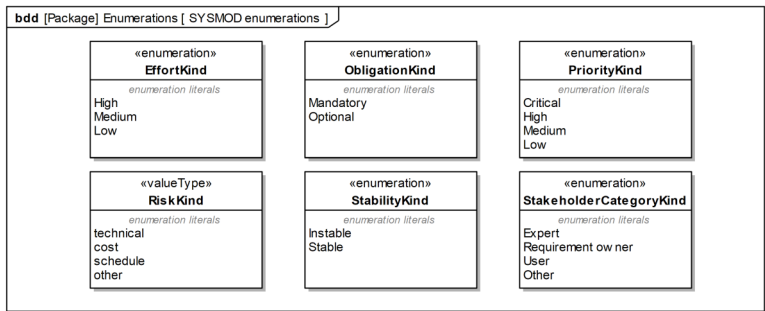 bdd [Package] Enumerations [ SYSMOD enumerations ]
«enumeration»
EffortKind
enumeration literals
High
Medium
Low
«enumeration»
ObligationKind
enumeration literals
Mandatory
Optional
«enumeration»
PriorityKind
enumeration literals
Critical
High
Medium
Low
«valueType»
RiskKind
enumeration literals
technical
cost
schedule
other
«enumeration»
StabilityKind
enumeration literals
Instable
Stable
«enumeration»
StakeholderCategoryKind
enumeration literals
Expert
Requirement owner
User
Other